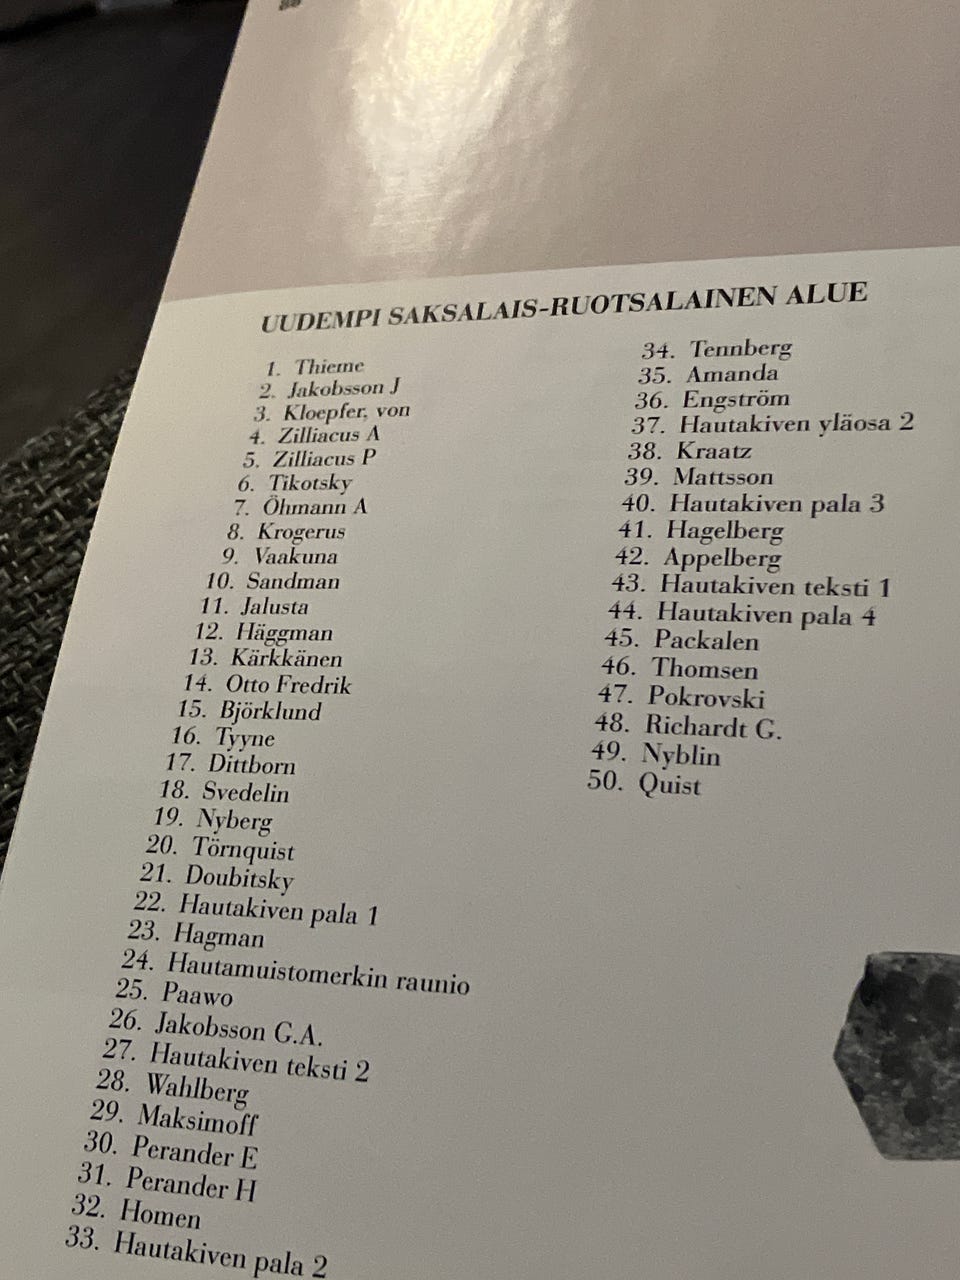 UUDEMPI SAKSALAIS-RUOTSALAINEN ALUE
1. Thieme
2. Jakobsson J
3. Kloepfer, von
4. Zilliacus A
5. Zilliacus P
6. Tikotsky
7. Öhmann A
8. Krogerus
9. Vaakuna
10. Sandman
11. Jalusta
12. Häggman
13. Kärkkänen
14. Otto Fredrik
15. Björklund
16. Tyyne
17. Dittborn
18. Svedelin
19. Nyberg
20. Törnquist
21. Doubitsky
22. Hautakiven pala 1
23. Hagman
24. Hautamuistomerkin raunio
25. Paawo
26. Jakobsson G.A.
27. Hautakiven teksti 2
28. Wahlberg
29. Maksimoff
30. Perander E
31. Perander H
32. Homen
33. Hautakiven pala 2
34. Tennberg
35. Amanda
36. Engström
37. Hautakiven yläosa 2
38. Kraatz
39. Mattsson
40. Hautakiven pala 3
41. Hagelberg
42. Appelberg
43. Hautakiven teksti 1
44. Hautakiven pala 4
45. Packalen
46. Thomsen
47. Pokrovski
48. Richardt G.
49. Nyblin
50. Quist